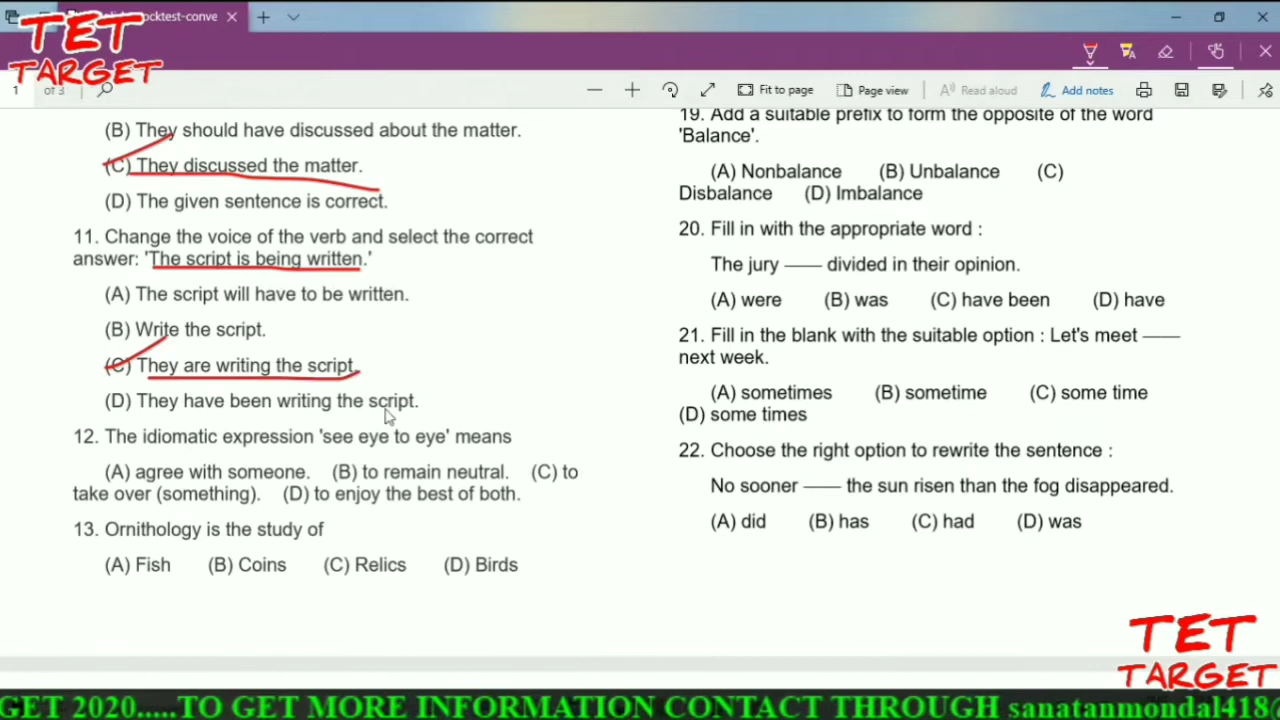 ocktest-conve
TET
TARGET
1
of 3
Fit to page
Page view
Read aloud
Add notes
(B) They should have discussed about the matter.
(C) They discussed the matter.
(D) The given sentence is correct.
11. Change the voice of the verb and select the correct
answer: 'The script is being written.'
(A) The script will have to be written.
(B) Write the script.
(C) They are writing the script.
(D) They have been writing the script.
12. The idiomatic expression 'see eye to eye' means
(A) agree with someone. (B) to remain neutral. (C) to
take over (something). (D) to enjoy the best of both.
13. Ornithology is the study of
(A) Fish (B) Coins (C) Relics (D) Birds
19. Add a suitable prefix to form the opposite of the word
'Balance'.
(A) Nonbalance (B) Unbalance (C)
Disbalance (D) Imbalance
20. Fill in with the appropriate word :
The jury —— divided in their opinion.
(A) were (B) was (C) have been (D) have
21. Fill in the blank with the suitable option : Let's meet ——
next week.
(A) sometimes (B) sometime (C) some time
(D) some times
22. Choose the right option to rewrite the sentence :
No sooner —— the sun risen than the fog disappeared.
(A) did (B) has (C) had (D) was
TET
TARGET
GET 2020.....TO GET MORE INFORMATION CONTACT THROUGH sanatanmondal418@